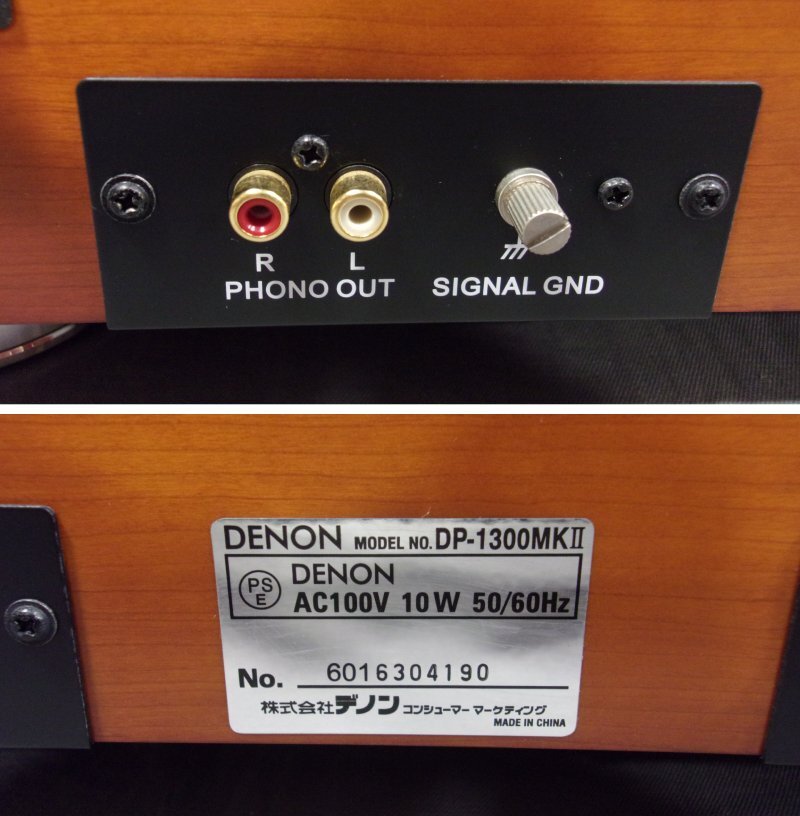 R L
PHONO OUT
SIGNAL GND
DENON MODEL NO. DP-1300MKII
PSE
DENON
AC100V 10W 50/60Hz
No. 6016304190
株式会社デノン コンシューマー マーケティング
MADE IN CHINA